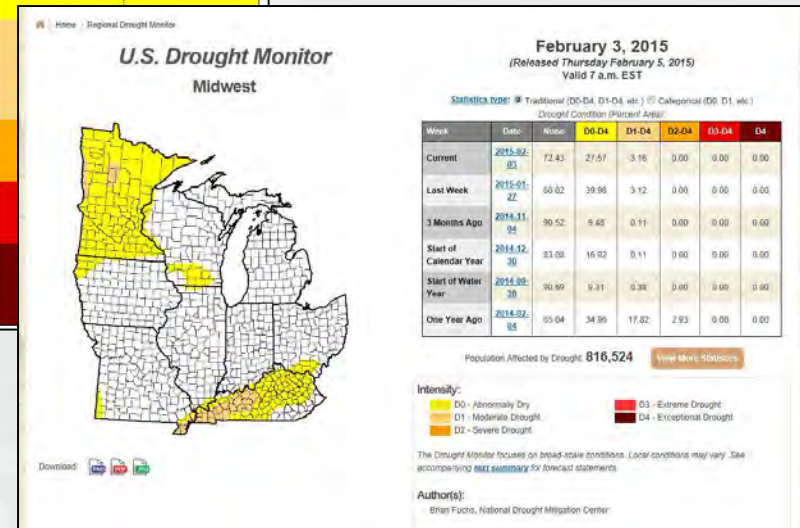 Home / Regional Drought Monitor
U.S. Drought Monitor
Midwest
Download:
PNG PDF JPG
February 3, 2015
(Released Thursday February 5, 2015)
Valid 7 a.m. EST
Statistics type: Traditional (D0-D4, D1-D4, etc.) Categorical (D0, D1, etc.)
Drought Condition (Percent Area):
Week Date None D0-D4 D1-D4 D2-D4 D3-D4 D4
Current 2015-02-03 72.43 27.57 3.16 0.00 0.00 0.00
Last Week 2015-01-27 60.02 39.98 3.12 0.00 0.00 0.00
3 Months Ago 2014-11-04 90.52 9.48 0.11 0.00 0.00 0.00
Start of Calendar Year 2014-12-30 83.08 16.92 0.11 0.00 0.00 0.00
Start of Water Year 2014-09-30 90.69 9.31 0.38 0.00 0.00 0.00
One Year Ago 2014-02-04 65.04 34.96 17.82 2.93 0.00 0.00
Population Affected by Drought: 816,524 View More Statistics
Intensity:
D0 - Abnormally Dry D3 - Extreme Drought
D1 - Moderate Drought D4 - Exceptional Drought
D2 - Severe Drought
The Drought Monitor focuses on broad-scale conditions. Local conditions may vary. See
accompanying text summary for forecast statements.
Author(s):
Brian Fuchs, National Drought Mitigation Center